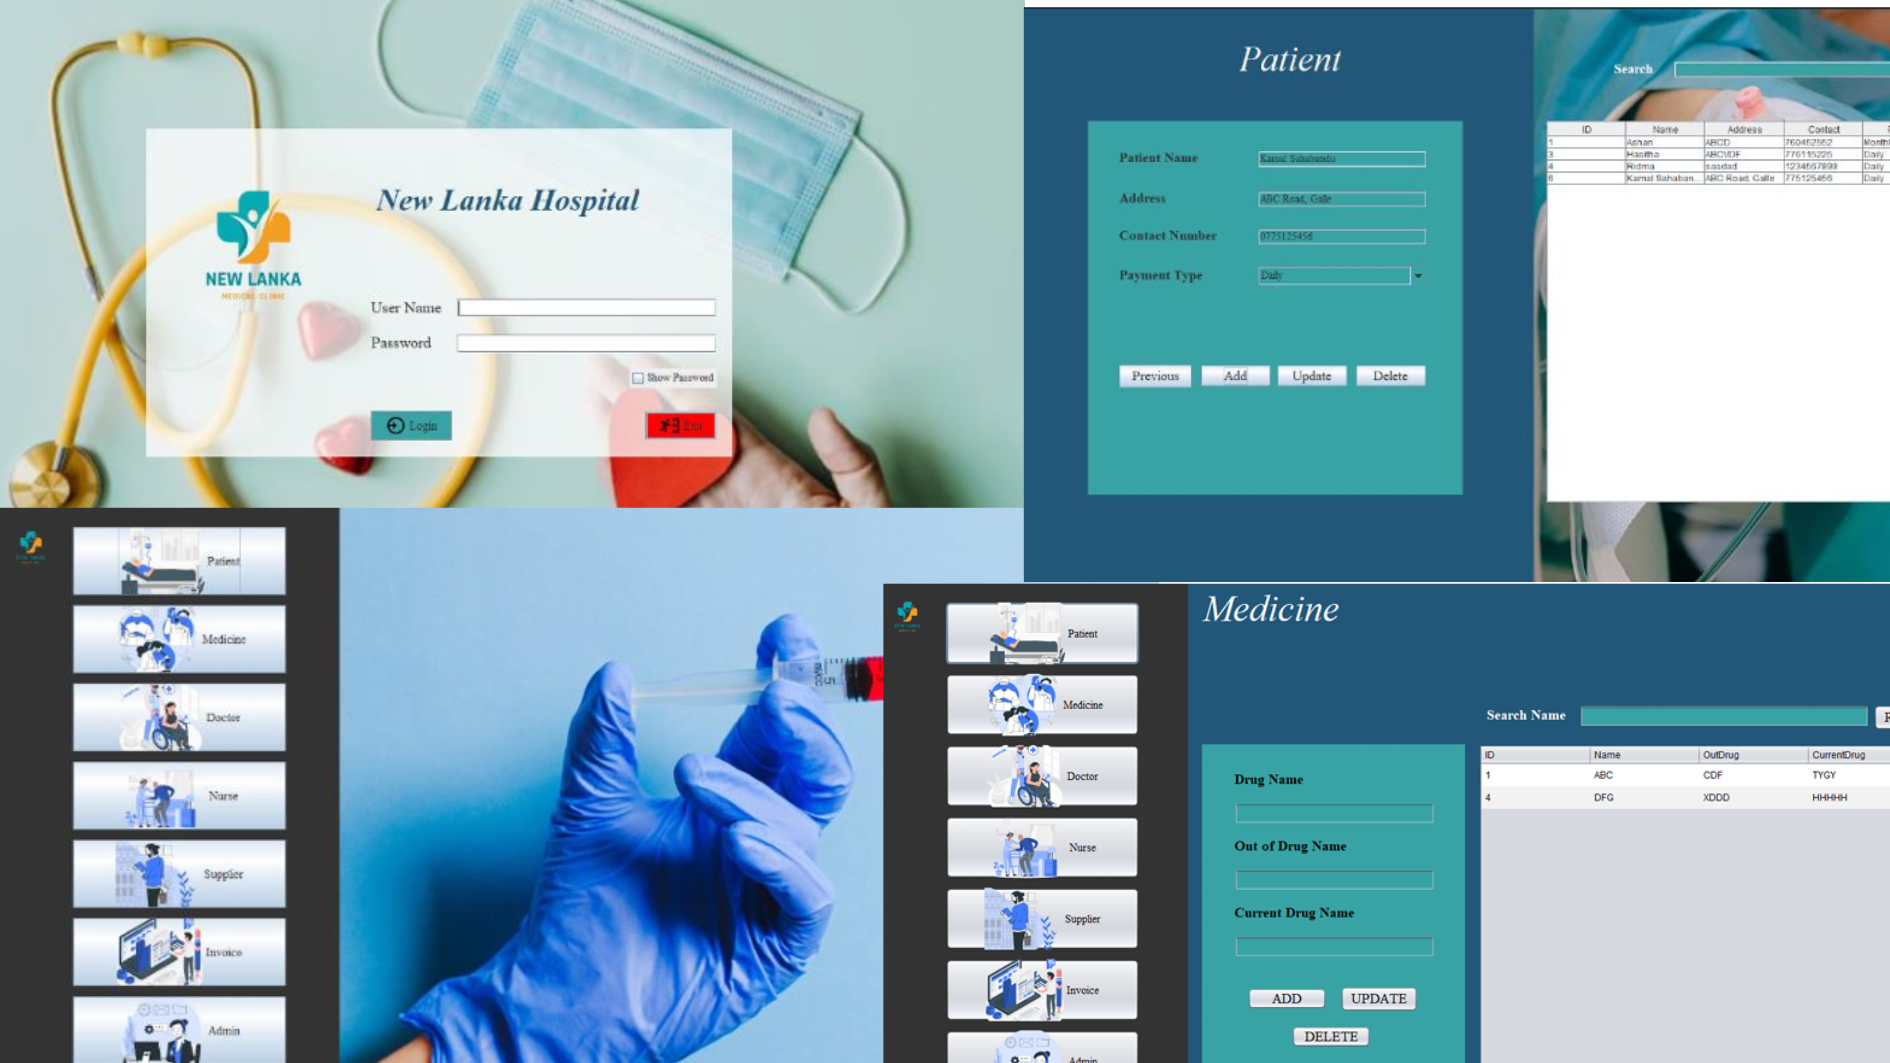 New Lanka Hospital
NEW LANKA
MEDICAL CLINIC
User Name
Password
Show Password
Login
Exit
Patient
Patient Name
Kamal Sahabandu
Address
ABC Road, Galle
Contact Number
0775125456
Payment Type
Daily
Previous
Add
Update
Delete
Search
ID Name Address Contact
1 Ashan ABCD 760452552 Monthl
3 Hasitha ABCVDF 776115225 Daily
4 Ridma sasdad 1234567899 Daily
6 Kamal Sahaban... ABC Road, Galle 775125456 Daily
Patient
Medicine
Doctor
Nurse
Supplier
Invoice
Admin
Patient
Medicine
Doctor
Nurse
Supplier
Invoice
Admin
Medicine
Search Name
Drug Name
Out of Drug Name
Current Drug Name
ADD
UPDATE
DELETE
ID Name OutDrug CurrentDrug
1 ABC CDF TYGY
4 DFG XDDD HHHHH